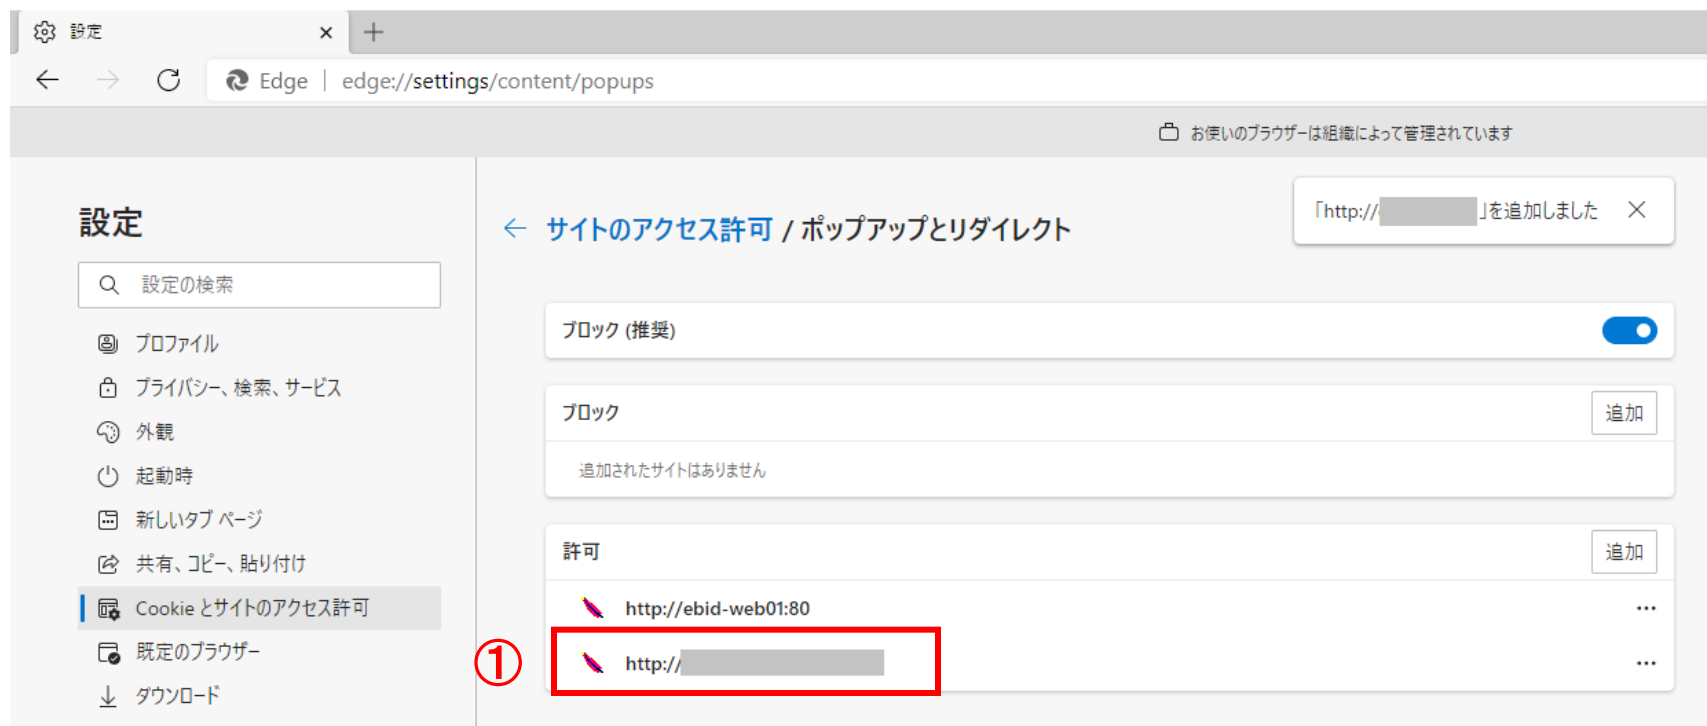 設定
Edge | edge://settings/content/popups
お使いのブラウザーは組織によって管理されています
「http://」を追加しました
設定
設定の検索
プロファイル
プライバシー、検索、サービス
外観
起動時
新しいタブ ページ
共有、コピー、貼り付け
Cookie とサイトのアクセス許可
既定のブラウザー
ダウンロード
サイトのアクセス許可 / ポップアップとリダイレクト
ブロック (推奨)
ブロック
追加
追加されたサイトはありません
許可
追加
http://ebid-web01:80
①
http://